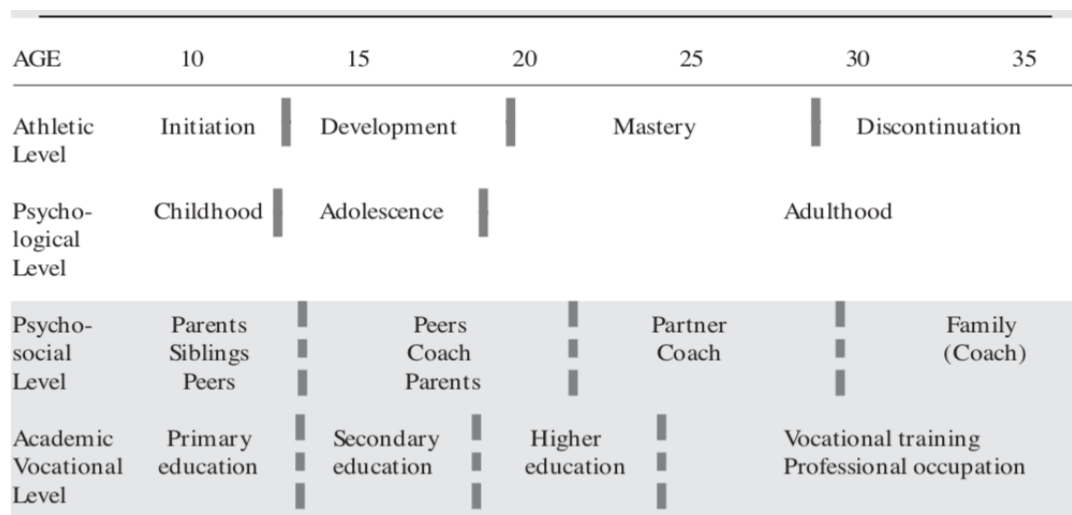 AGE 10 15 20 25 30 35
Athletic Initiation Development Mastery Discontinuation
Level
Psycho- Childhood Adolescence Adulthood
logical
Level
Psycho- Parents Peers Partner Family
social Siblings Coach Coach (Coach)
Level Peers Parents
Academic Primary Secondary Higher Vocational training
Vocational education education education Professional occupation
Level